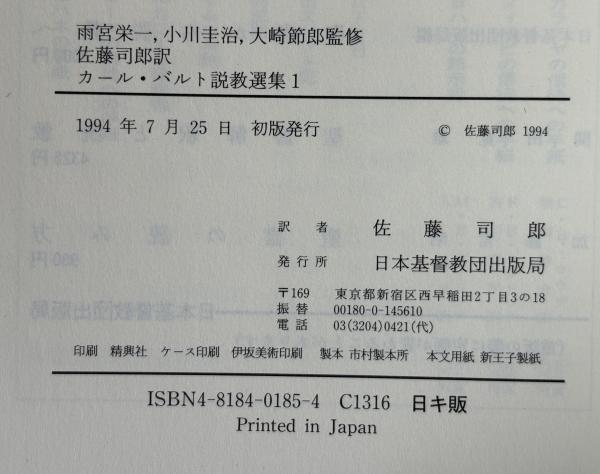 雨宮栄一，小川圭治，大崎節郎監修
佐藤司郎訳
カール・バルト説教選集 1
1994 年 7 月 25 日 初版発行 © 佐藤司郎 1994
訳者 佐藤司郎
発行所 日本基督教団出版局
〒169 東京都新宿区西早稲田2丁目3の18
振替 00180-0-145610
電話 03(3204)0421(代)
印刷 精興社 ケース印刷 伊坂美術印刷 製本 市村製本所 本文用紙 新王子製紙
ISBN4-8184-0185-4 C1316 日キ販
Printed in Japan